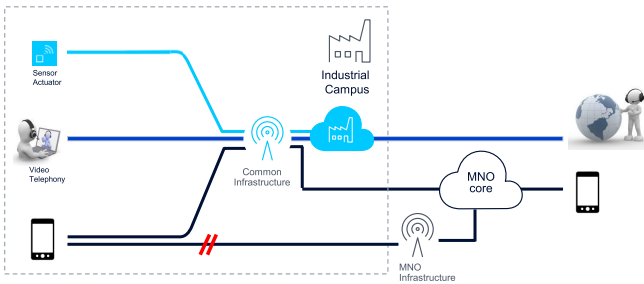 Industrial
Campus
Sensor
Actuator
Video
Telephony
Common
Infrastructure
MNO
core
MNO
Infrastructure